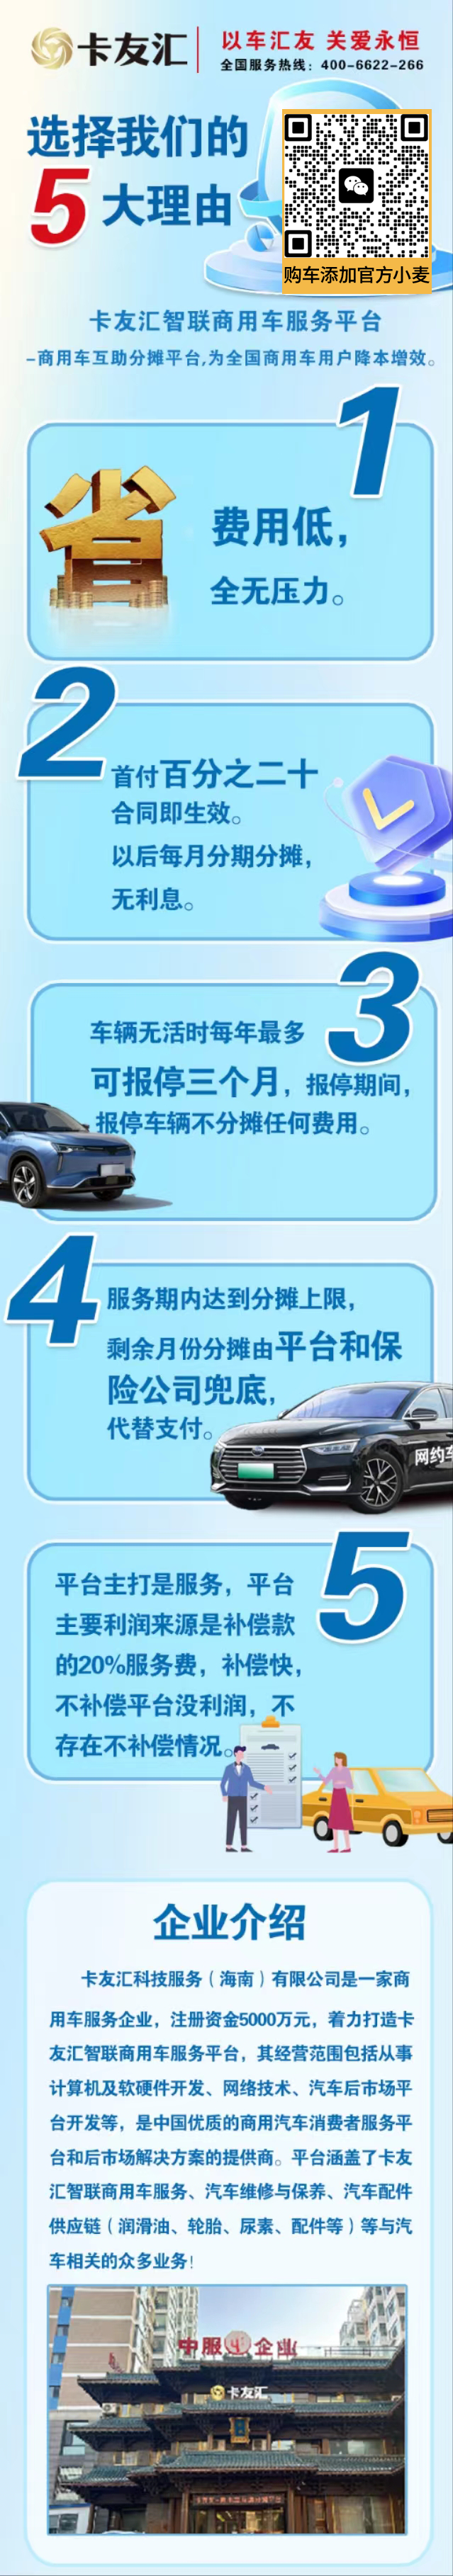 卡友汇
以车汇友 关爱永恒
全国服务热线：400-6622-266
选择我们的
5大理由
购车添加官方小麦
卡友汇智联商用车服务平台
-商用车互助分摊平台,为全国商用车用户降本增效。
1
省
费用低，
全无压力。
2
首付百分之二十
合同即生效。
以后每月分期分摊，
无利息。
3
车辆无活时每年最多
可报停三个月，报停期间，
报停车辆不分摊任何费用。
4
服务期内达到分摊上限，
剩余月份分摊由平台和保
险公司兜底，
代替支付。
网约车
5
平台主打是服务，平台
主要利润来源是补偿款
的20%服务费，补偿快，
不补偿平台没利润，不
存在不补偿情况。
企业介绍
卡友汇科技服务（海南）有限公司是一家商
用车服务企业，注册资金5000万元，着力打造卡
友汇智联商用车服务平台，其经营范围包括从事
计算机及软硬件开发、网络技术、汽车后市场平
台开发等，是中国优质的商用汽车消费者服务平
台和后市场解决方案的提供商。平台涵盖了卡友
汇智联商用车服务、汽车维修与保养、汽车配件
供应链（润滑油、轮胎、尿素、配件等）等与汽
车相关的众多业务！
中服 企业
卡友汇